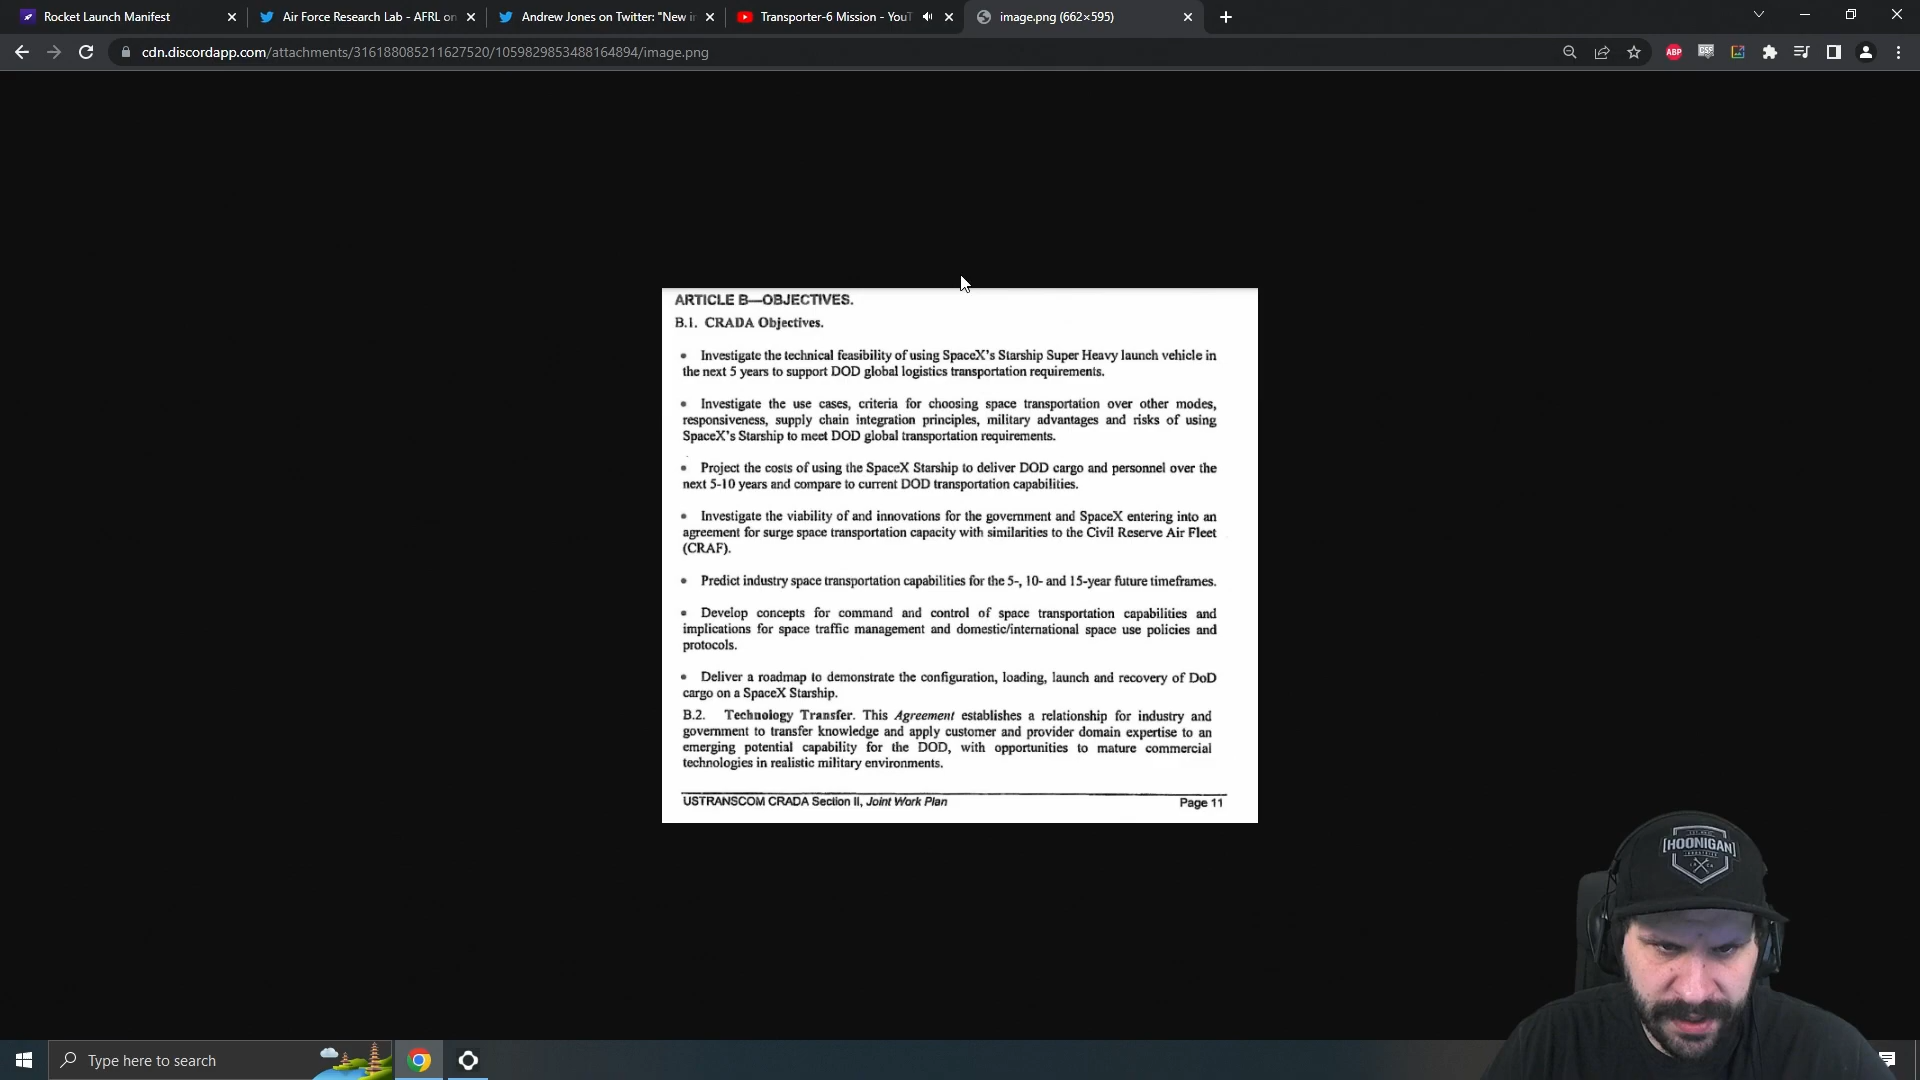 Rocket Launch Manifest
Air Force Research Lab - AFRL on
Andrew Jones on Twitter: "New i
Transporter-6 Mission - YouT
image.png (662×595)
cdn.discordapp.com/attachments/316188085211627520/1059829853488164894/image.png
ABP
ARTICLE B—OBJECTIVES.
B.1. CRADA Objectives.
• Investigate the technical feasibility of using SpaceX's Starship Super Heavy launch vehicle in
the next 5 years to support DOD global logistics transportation requirements.
• Investigate the use cases, criteria for choosing space transportation over other modes,
responsiveness, supply chain integration principles, military advantages and risks of using
SpaceX's Starship to meet DOD global transportation requirements.
• Project the costs of using the SpaceX Starship to deliver DOD cargo and personnel over the
next 5-10 years and compare to current DOD transportation capabilities.
• Investigate the viability of and innovations for the government and SpaceX entering into an
agreement for surge space transportation capacity with similarities to the Civil Reserve Air Fleet
(CRAF).
• Predict industry space transportation capabilities for the 5-, 10- and 15-year future timeframes.
• Develop concepts for command and control of space transportation capabilities and
implications for space traffic management and domestic/international space use policies and
protocols.
• Deliver a roadmap to demonstrate the configuration, loading, launch and recovery of DoD
cargo on a SpaceX Starship.
B.2. Technology Transfer. This Agreement establishes a relationship for industry and
government to transfer knowledge and apply customer and provider domain expertise to an
emerging potential capability for the DOD, with opportunities to mature commercial
technologies in realistic military environments.
USTRANSCOM CRADA Section II, Joint Work Plan Page 11
HOONIGAN
Type here to search